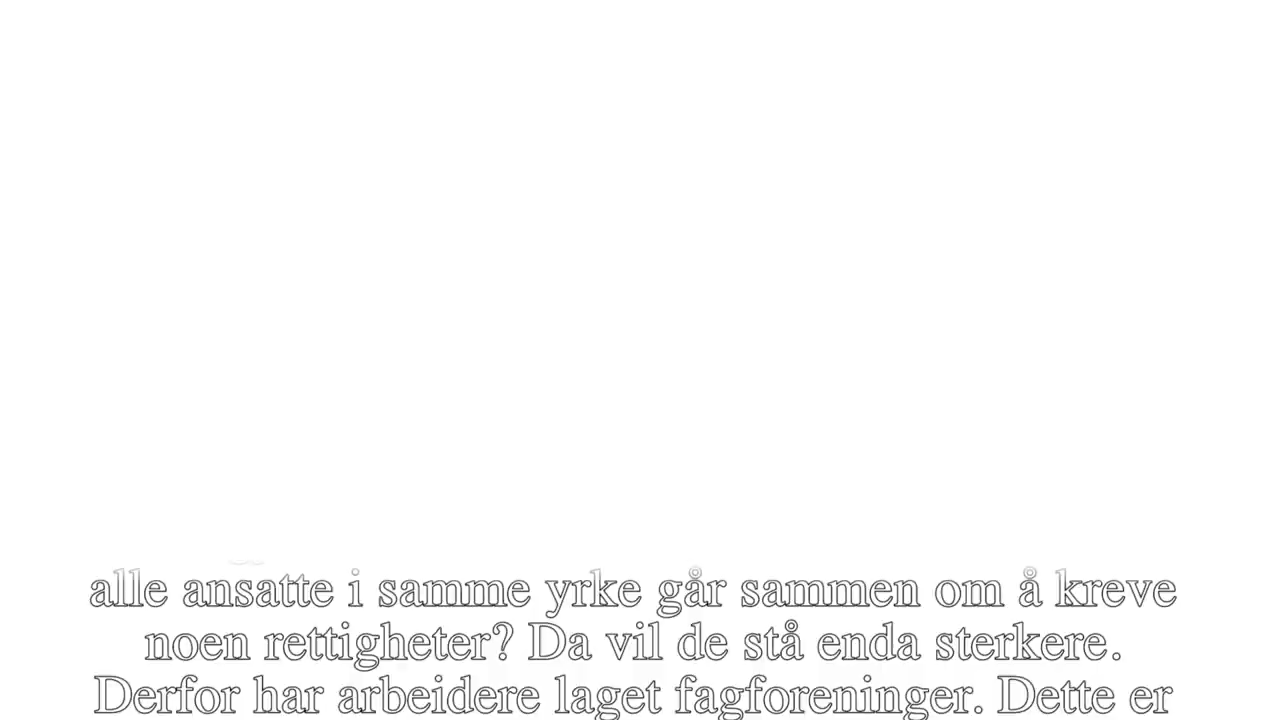 alle ansatte i samme yrke går sammen om å kreve
noen rettigheter? Da vil de stå enda sterkere.
Derfor har arbeidere laget fagforeninger. Dette er